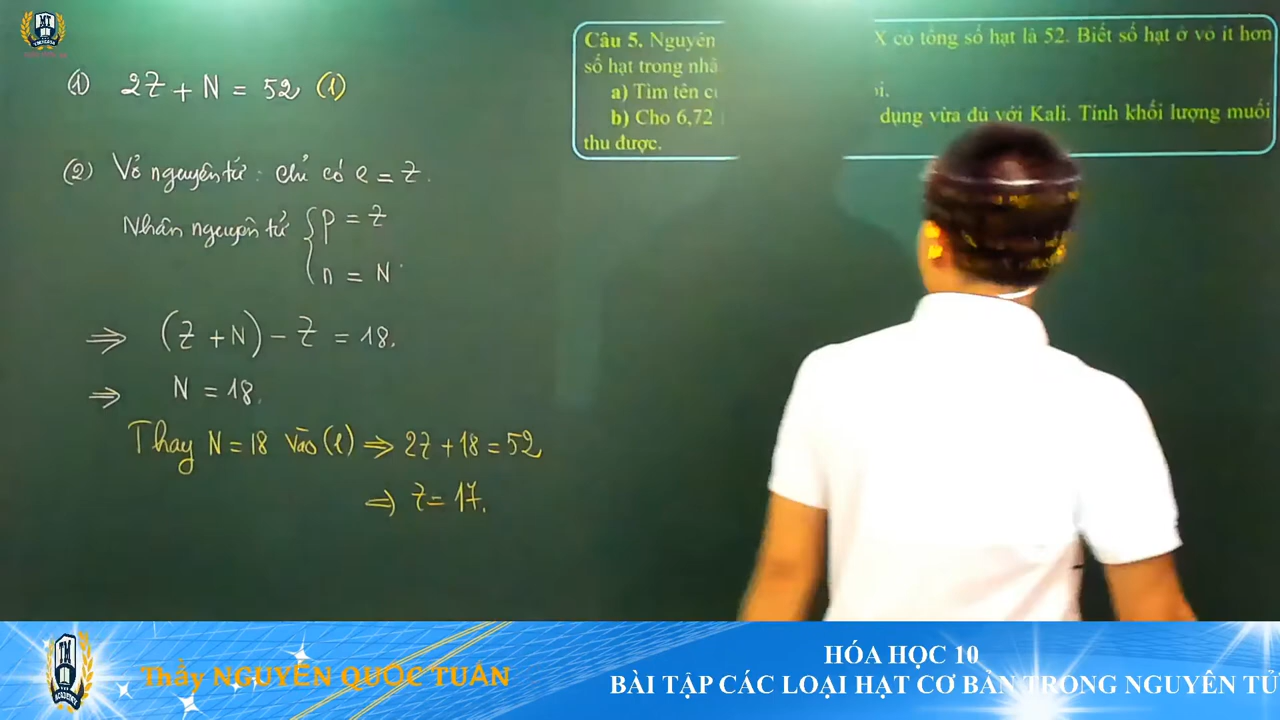 Câu 5. Nguyên X có tổng số hạt là 52. Biết số hạt ở vỏ ít hơn
số hạt trong nhâ
a) Tìm tên
b) Cho 6,72 dụng vừa đủ với Kali. Tính khối lượng muối
thu được.
(1) 2Z + N = 52 (1)
(2) Vỏ nguyên tử: chỉ có e = Z.
Nhân nguyên tử { p = Z
n = N
⇒ (Z + N) - Z = 18.
⇒ N = 18.
Thay N = 18 vào (1) ⇒ 2Z + 18 = 52
⇒ Z = 17.
Thầy NGUYỄN QUỐC TUẤN
HÓA HỌC 10
BÀI TẬP CÁC LOẠI HẠT CƠ BẢN TRONG NGUYÊN TỬ